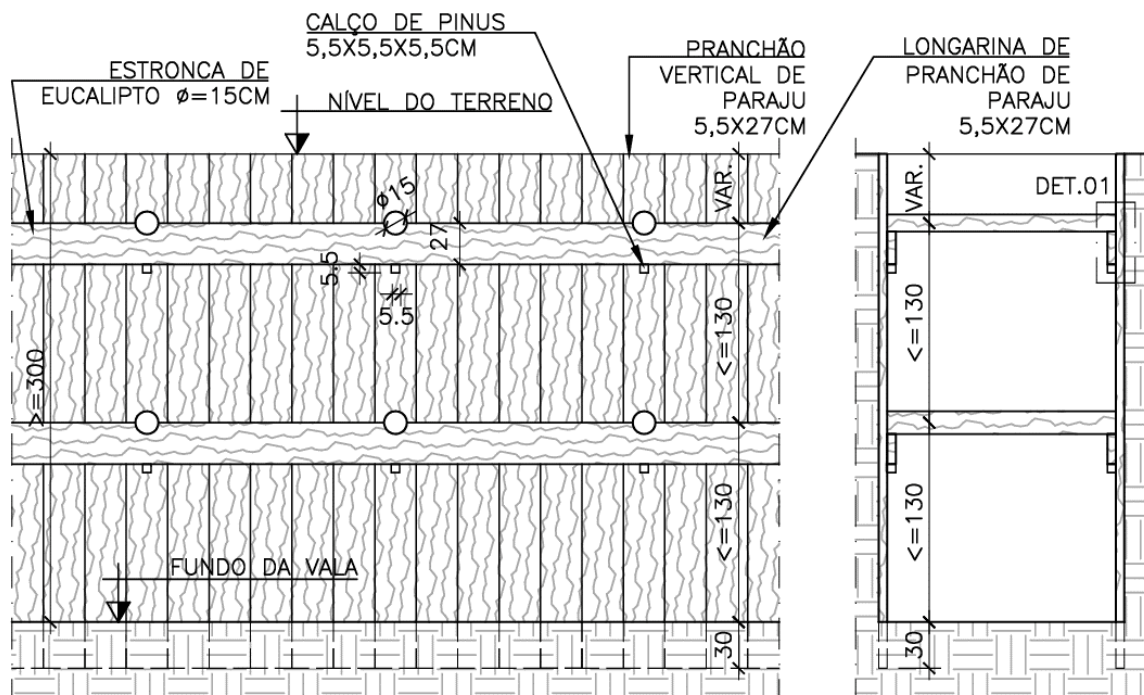 CALÇO DE PINUS
5,5X5,5X5,5CM
PRANCHÃO
VERTICAL DE
PARAJU
5,5X27CM
LONGARINA DE
PRANCHÃO DE
PARAJU
5,5X27CM
ESTRONCA DE
EUCALIPTO Ø=15CM
NÍVEL DO TERRENO
VAR.
VAR.
DET.01
Ø15
27
5.5
5.5
>=300
<=130
<=130
<=130
<=130
FUNDO DA VALA
30
30